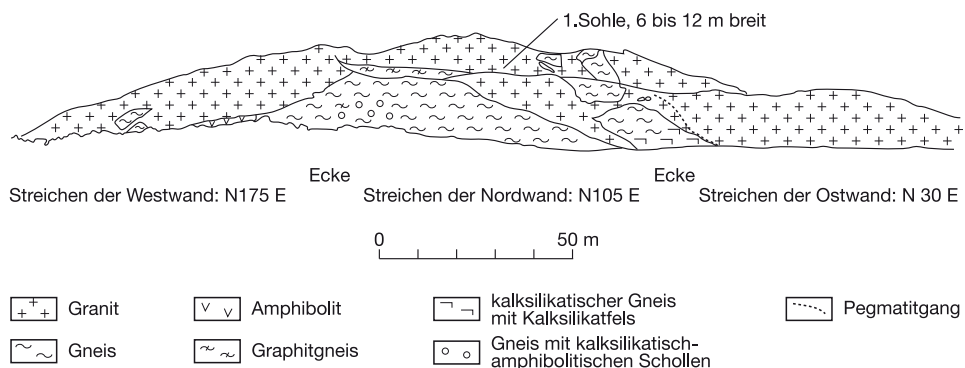 1.Sohle, 6 bis 12 m breit
Ecke
Ecke
Streichen der Westwand: N175 E
Streichen der Nordwand: N105 E
Streichen der Ostwand: N 30 E
0
50 m
Granit
Amphibolit
kalksilikatischer Gneis
mit Kalksilikatfels
Pegmatitgang
Gneis
Graphitgneis
Gneis mit kalksilikatisch-
amphibolitischen Schollen